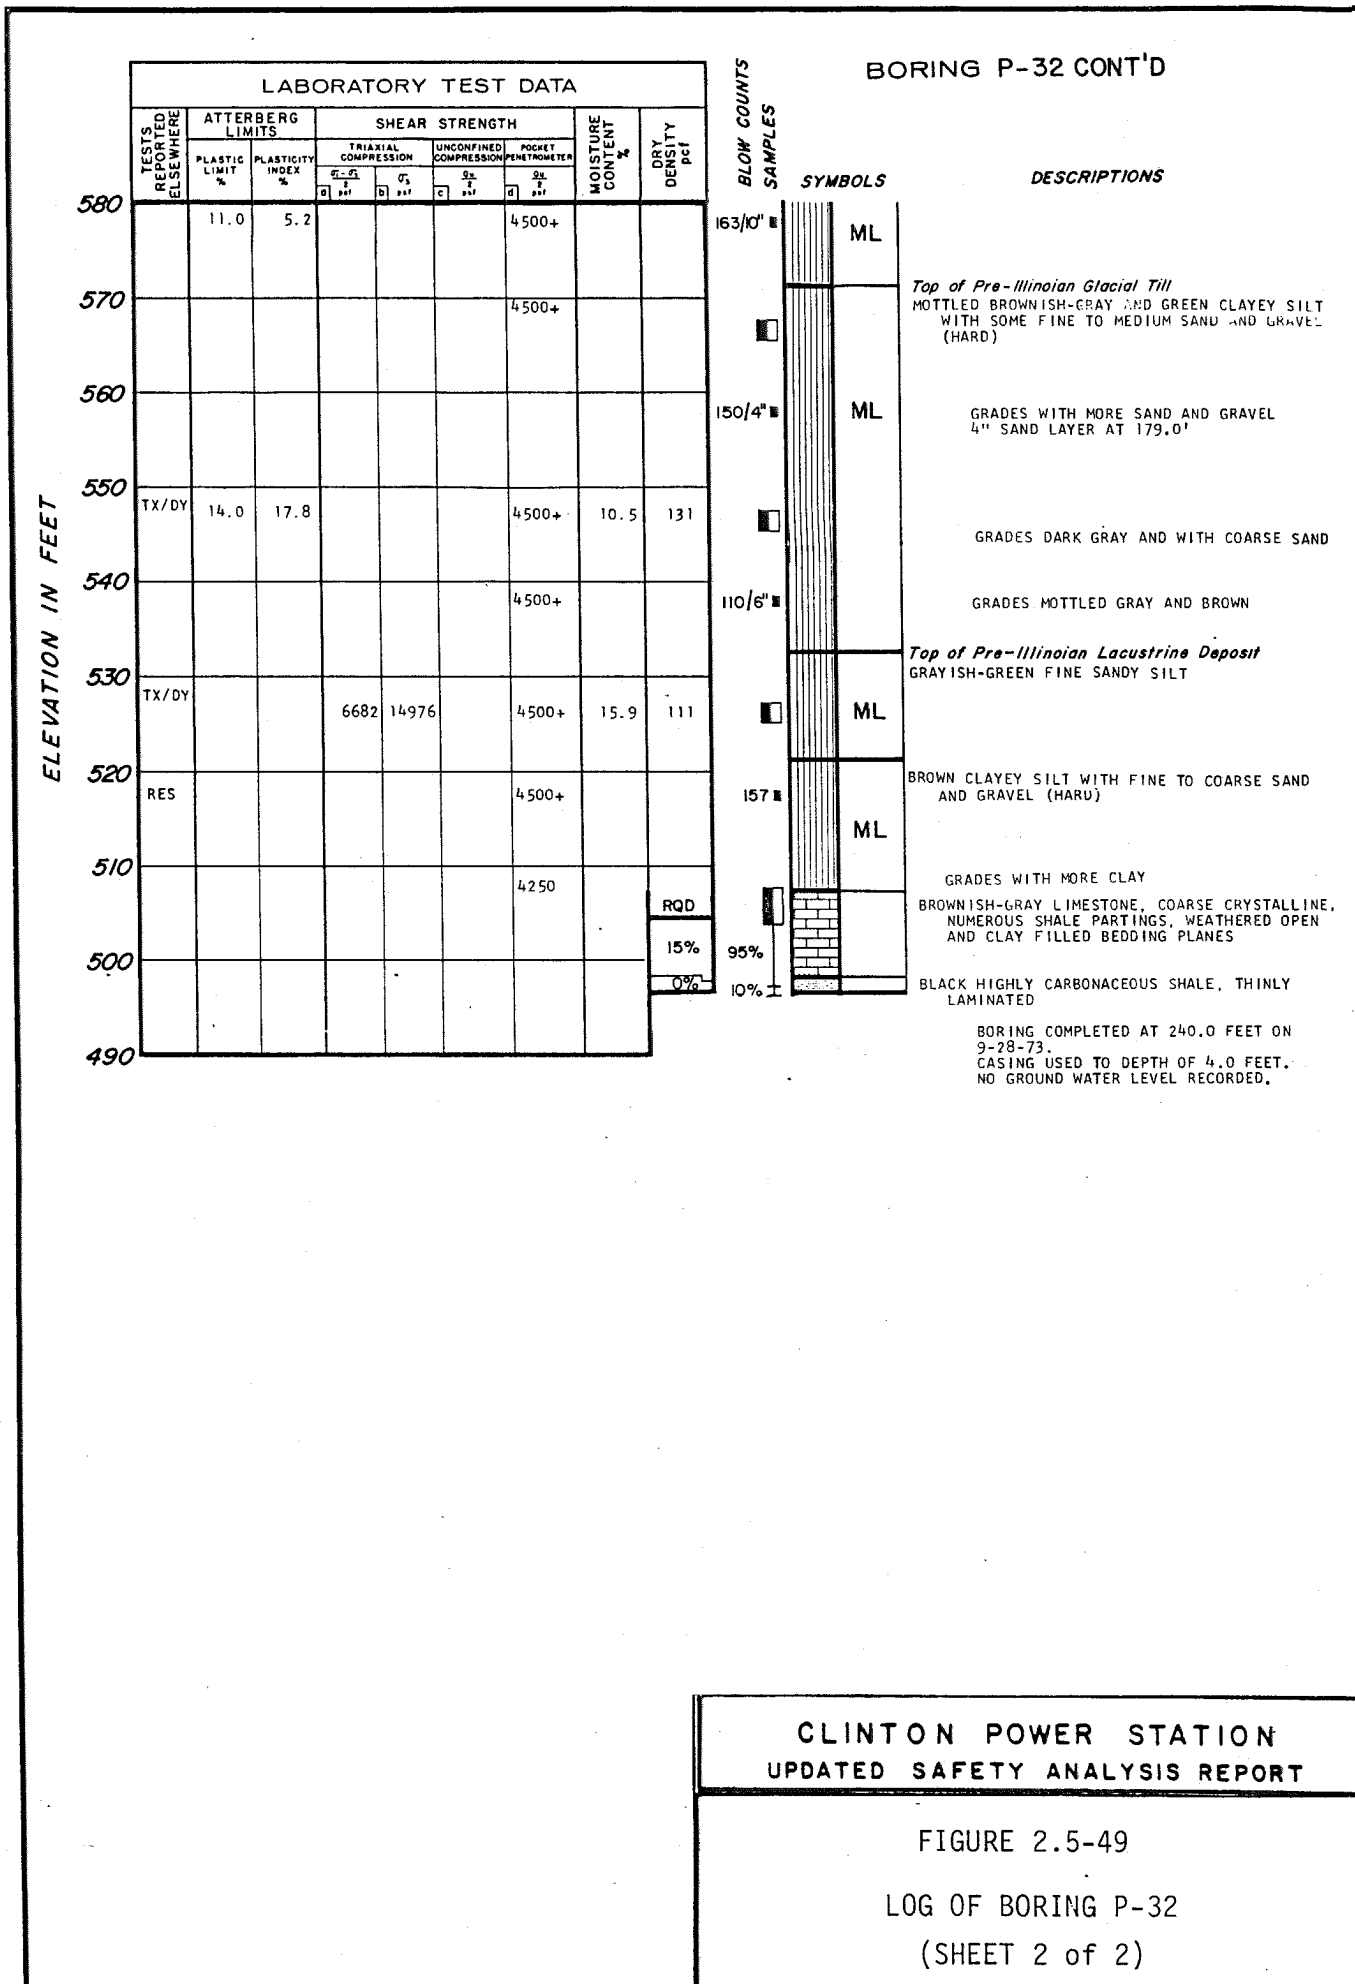 BORING P-32 CONT'D
LABORATORY TEST DATA
TESTS REPORTED ELSEWHERE
ATTERBERG LIMITS
SHEAR STRENGTH
MOISTURE CONTENT %
DRY DENSITY pcf
BLOW COUNTS
SAMPLES
PLASTIC LIMIT %
PLASTICITY INDEX %
TRIAXIAL COMPRESSION
UNCONFINED COMPRESSION
POCKET PENETROMETER
a psf
b σ3 psf
c Qu/2 psf
d Qu/2 psf
SYMBOLS
DESCRIPTIONS
ELEVATION IN FEET
580
11.0 5.2 4500+
163/10" ML
Top of Pre-Illinoian Glacial Till
570
4500+
MOTTLED BROWNISH-GRAY AND GREEN CLAYEY SILT
WITH SOME FINE TO MEDIUM SAND AND GRAVEL
(HARD)
560
150/4" ML
GRADES WITH MORE SAND AND GRAVEL
4" SAND LAYER AT 179.0'
550
TX/DY 14.0 17.8 4500+ 10.5 131
GRADES DARK GRAY AND WITH COARSE SAND
540
4500+
110/6"
GRADES MOTTLED GRAY AND BROWN
Top of Pre-Illinoian Lacustrine Deposit
530
GRAYISH-GREEN FINE SANDY SILT
TX/DY 6682 14976 4500+ 15.9 111
ML
520
BROWN CLAYEY SILT WITH FINE TO COARSE SAND
AND GRAVEL (HARD)
RES 4500+
157
ML
510
4250
GRADES WITH MORE CLAY
RQD
BROWNISH-GRAY LIMESTONE, COARSE CRYSTALLINE,
NUMEROUS SHALE PARTINGS, WEATHERED OPEN
AND CLAY FILLED BEDDING PLANES
15% 95%
500
0% 10%
BLACK HIGHLY CARBONACEOUS SHALE, THINLY
LAMINATED
BORING COMPLETED AT 240.0 FEET ON
9-28-73.
490
CASING USED TO DEPTH OF 4.0 FEET.
NO GROUND WATER LEVEL RECORDED.
CLINTON POWER STATION
UPDATED SAFETY ANALYSIS REPORT
FIGURE 2.5-49
LOG OF BORING P-32
(SHEET 2 of 2)